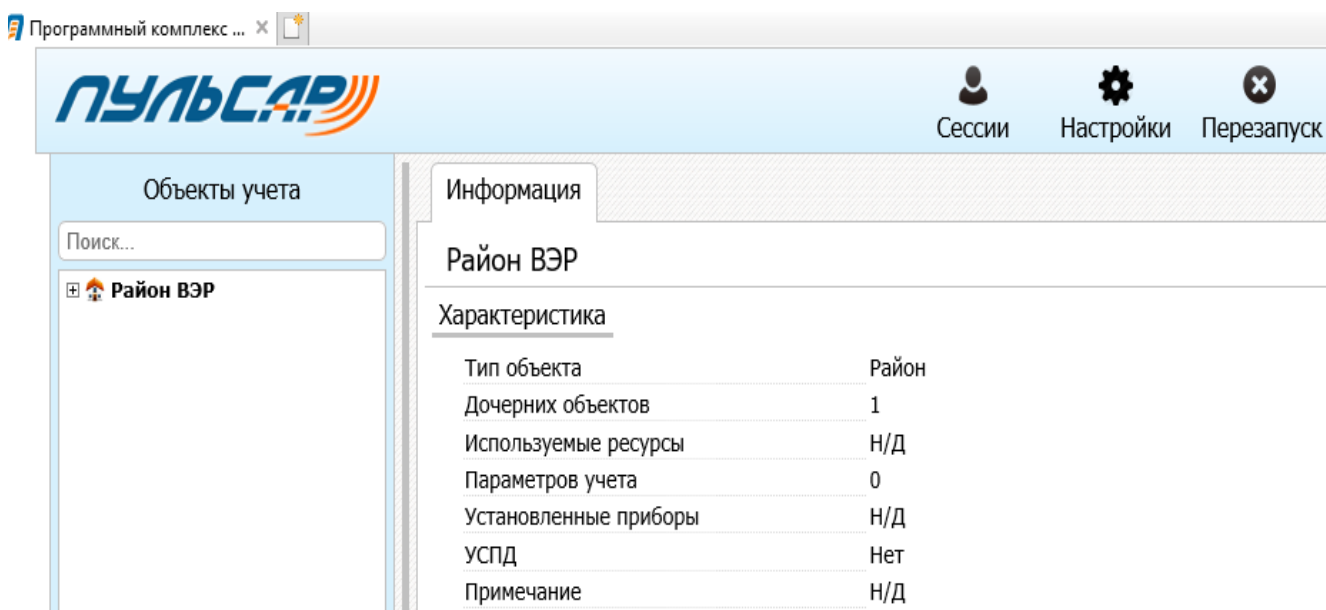 Программный комплекс ...
ПУЛЬСАР
Сессии Настройки Перезапуск
Объекты учета
Поиск...
Район ВЭР
Информация
Район ВЭР
Характеристика
Тип объекта Район
Дочерних объектов 1
Используемые ресурсы Н/Д
Параметров учета 0
Установленные приборы Н/Д
УСПД Нет
Примечание Н/Д